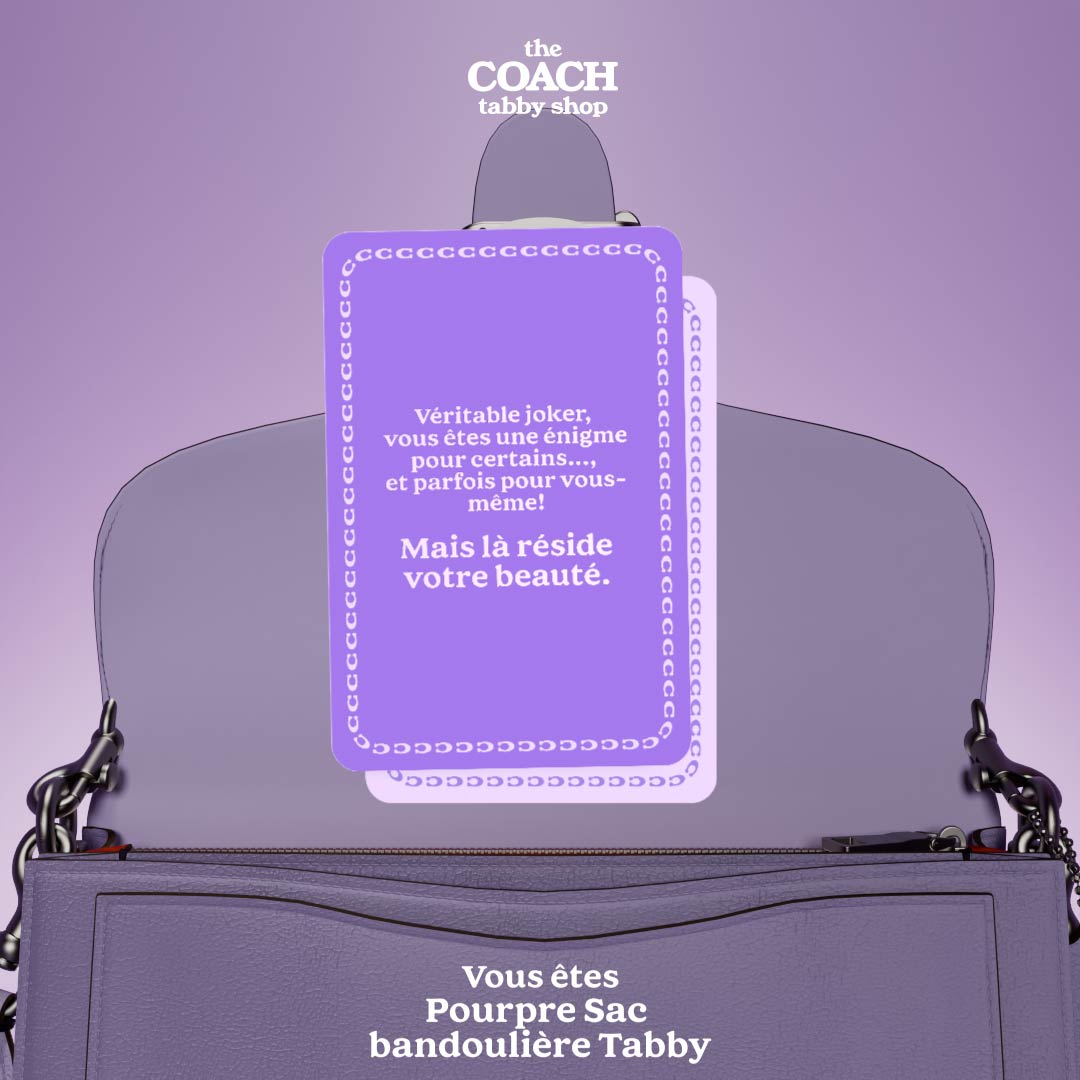 the
COACH
tabby shop
Véritable joker,
vous êtes une énigme
pour certains...,
et parfois pour vous-
même!
Mais là réside
votre beauté.
Vous êtes
Pourpre Sac
bandoulière Tabby